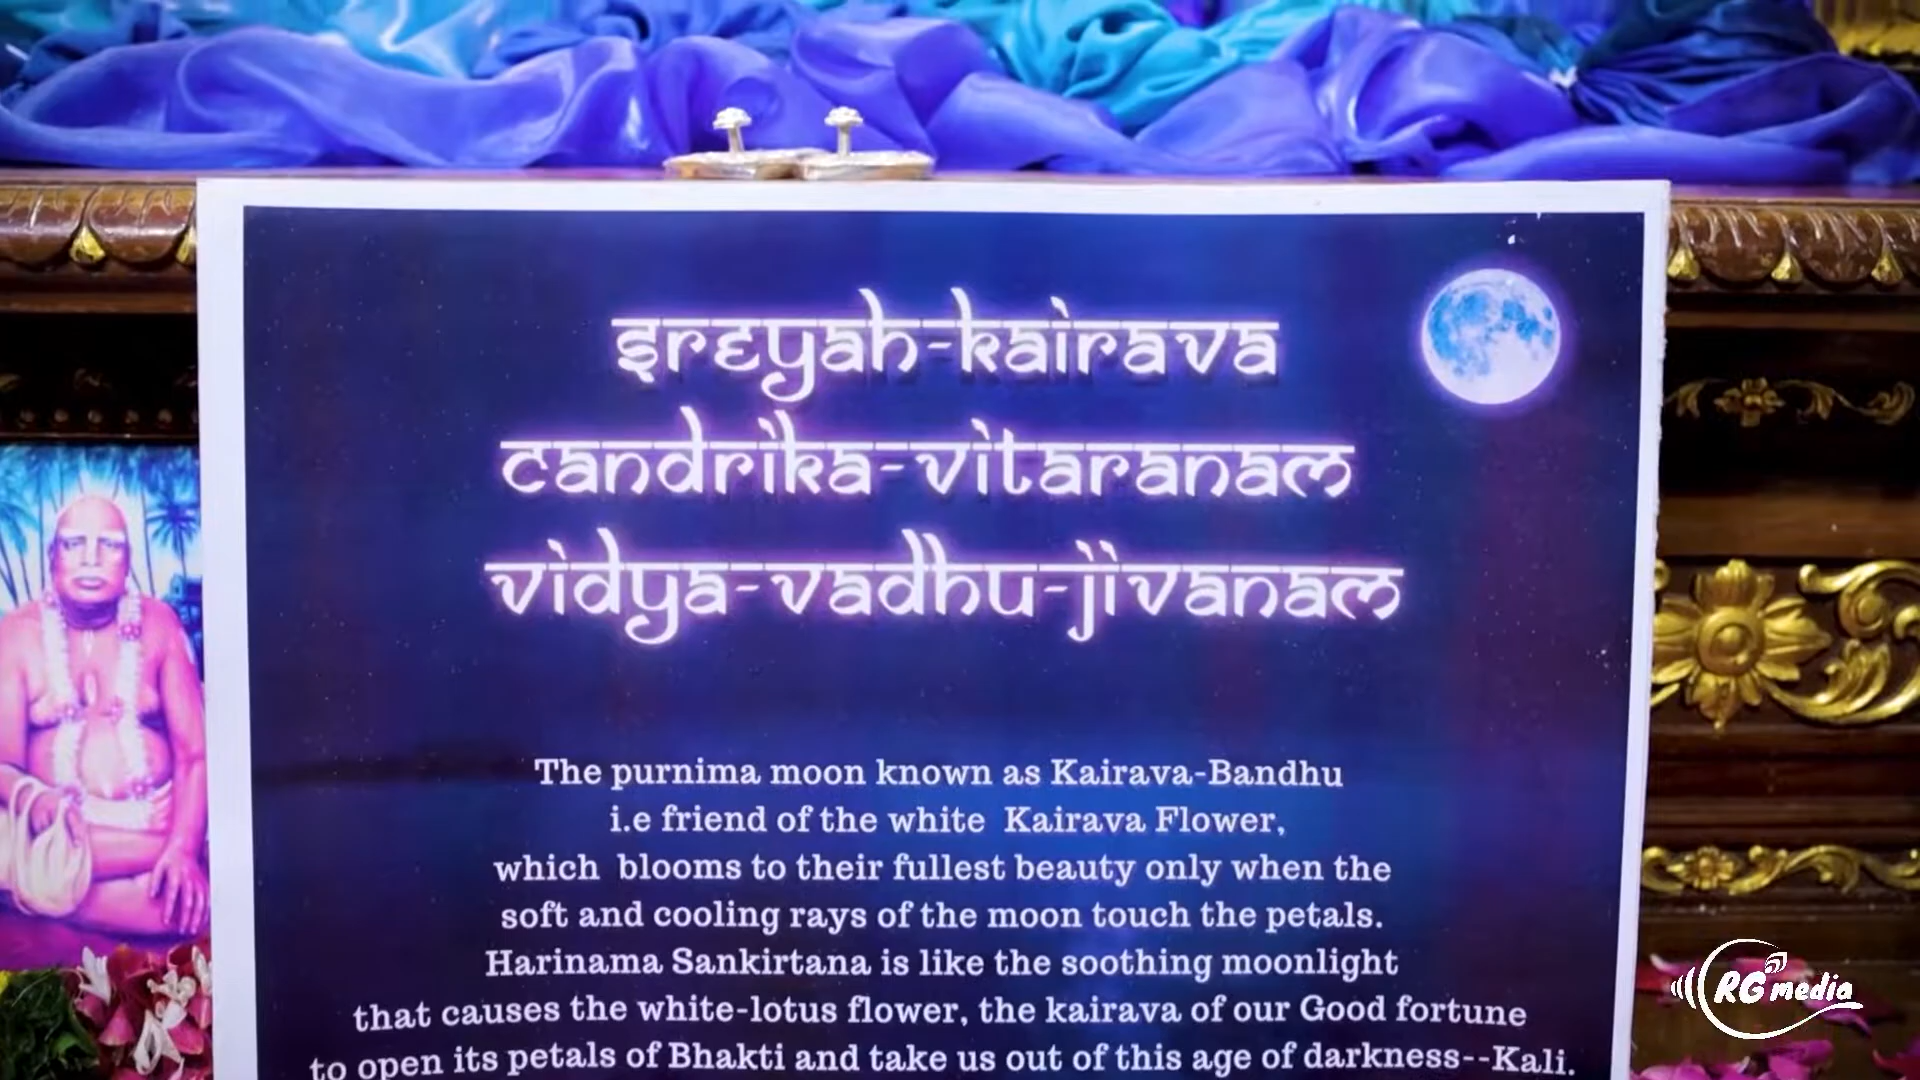 sreyah-kairava
candrika-vitaranam
vidya-vadhu-jivanam
The purnima moon known as Kairava-Bandhu
i.e friend of the white Kairava Flower,
which blooms to their fullest beauty only when the
soft and cooling rays of the moon touch the petals.
Harinama Sankirtana is like the soothing moonlight
that causes the white-lotus flower, the kairava of our Good fortune
to open its petals of Bhakti and take us out of this age of darkness--Kali.
RG media